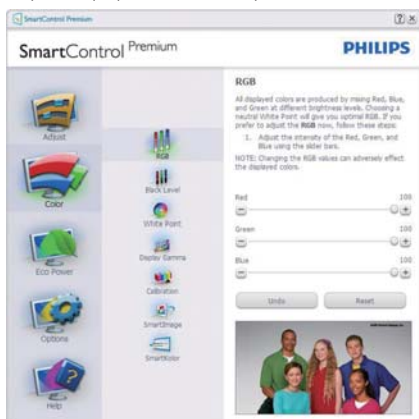 SmartControl Premium
SmartControl Premium
PHILIPS
Adjust
Color
Eco Power
Options
Help
RGB
Black Level
White Point
Display Gamma
Calibration
SmartImage
SmartKolor
RGB
All displayed colors are produced by mixing Red, Blue,
and Green at different brightness levels. Choosing a
neutral White Point will give you optimal RGB. If you
prefer to adjust the RGB now, follow these steps:
1. Adjust the intensity of the Red, Green, and
Blue using the slider bars.
NOTE: Changing the RGB values can adversely effect
the displayed colors.
Red 100
Green 100
Blue 100
Undo Reset